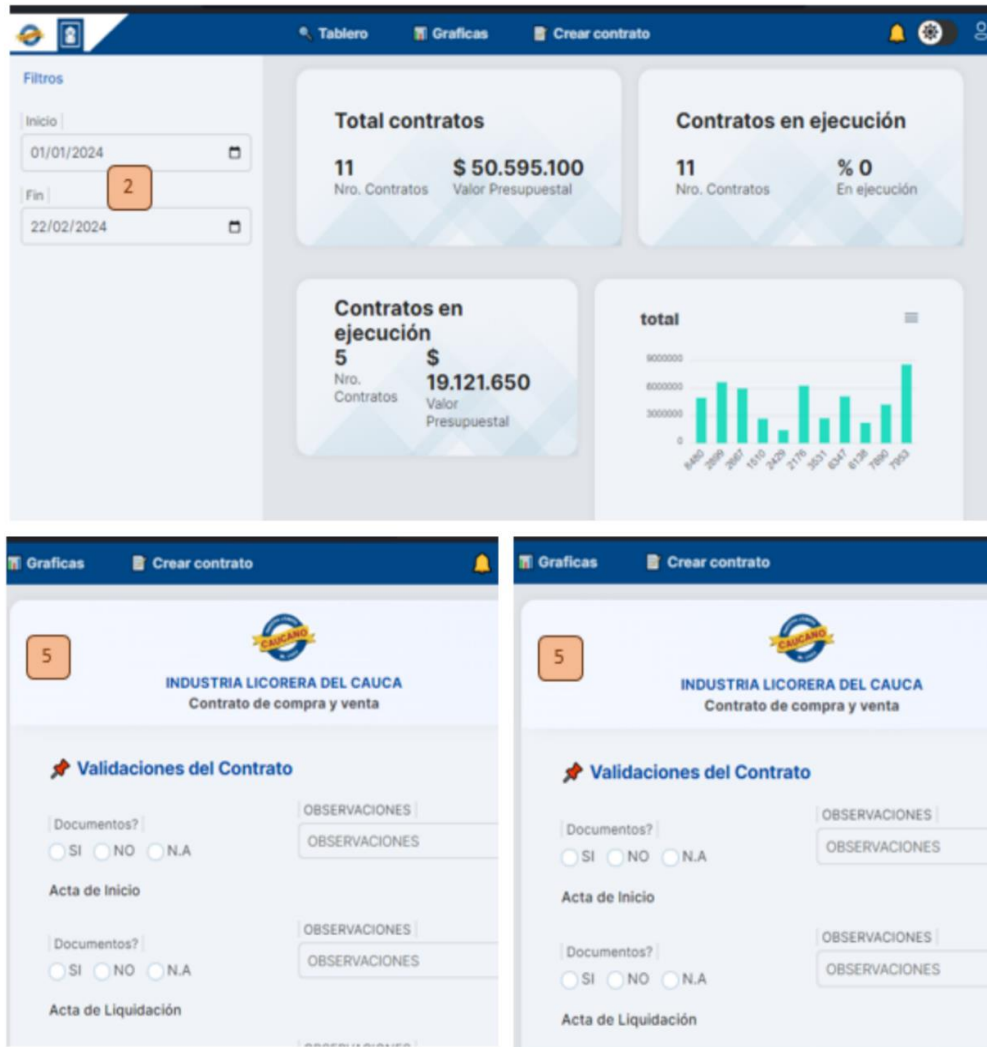 Tablero Graficas Crear contrato
Filtros
Inicio
01/01/2024
2
Fin
22/02/2024
Total contratos
11 $ 50.595.100
Nro. Contratos Valor Presupuestal
Contratos en ejecución
11 % 0
Nro. Contratos En ejecución
Contratos en
ejecución
5 $
Nro. 19.121.650
Contratos Valor
Presupuestal
total
9000000
6000000
3000000
0
8480 2899 2667 1510 2429 2176 3531 6347 6138 7890 7953
Graficas Crear contrato
5
CAUCANO
INDUSTRIA LICORERA DEL CAUCA
Contrato de compra y venta
Validaciones del Contrato
Documentos? OBSERVACIONES
SI NO N.A OBSERVACIONES
Acta de Inicio
Documentos? OBSERVACIONES
SI NO N.A OBSERVACIONES
Acta de Liquidación
OBSERVACIONES
Graficas Crear contrato
5
CAUCANO
INDUSTRIA LICORERA DEL CAUCA
Contrato de compra y venta
Validaciones del Contrato
Documentos? OBSERVACIONES
SI NO N.A OBSERVACIONES
Acta de Inicio
Documentos? OBSERVACIONES
SI NO N.A OBSERVACIONES
Acta de Liquidación